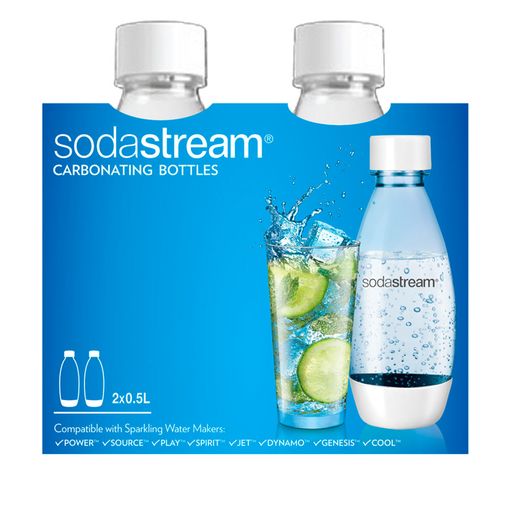 sodastream®
CARBONATING BOTTLES
sodastream®
2x0.5L
Compatible with Sparkling Water Makers:
✓POWER™ ✓SOURCE™ ✓PLAY™ ✓SPIRIT™ ✓JET™ ✓DYNAMO™ ✓GENESIS™ ✓COOL™